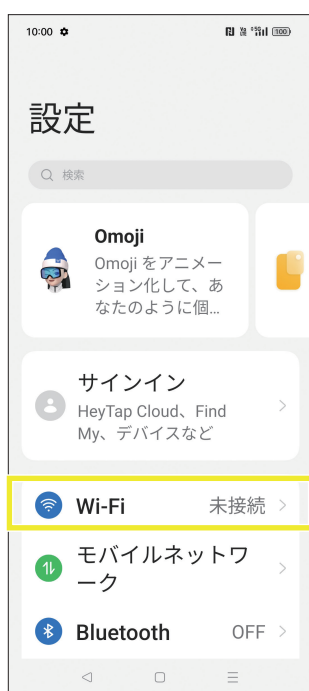 10:00
100
設定
検索
Omoji
Omoji をアニメー
ション化して、あ
なたのように個...
サインイン
HeyTap Cloud、Find
My、デバイスなど
Wi-Fi 未接続
モバイルネットワ
ーク
Bluetooth OFF